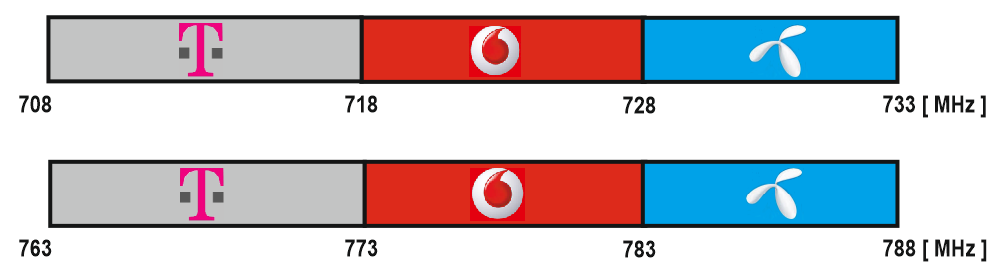 T
708 718 728 733 [ MHz ]
T
763 773 783 788 [ MHz ]